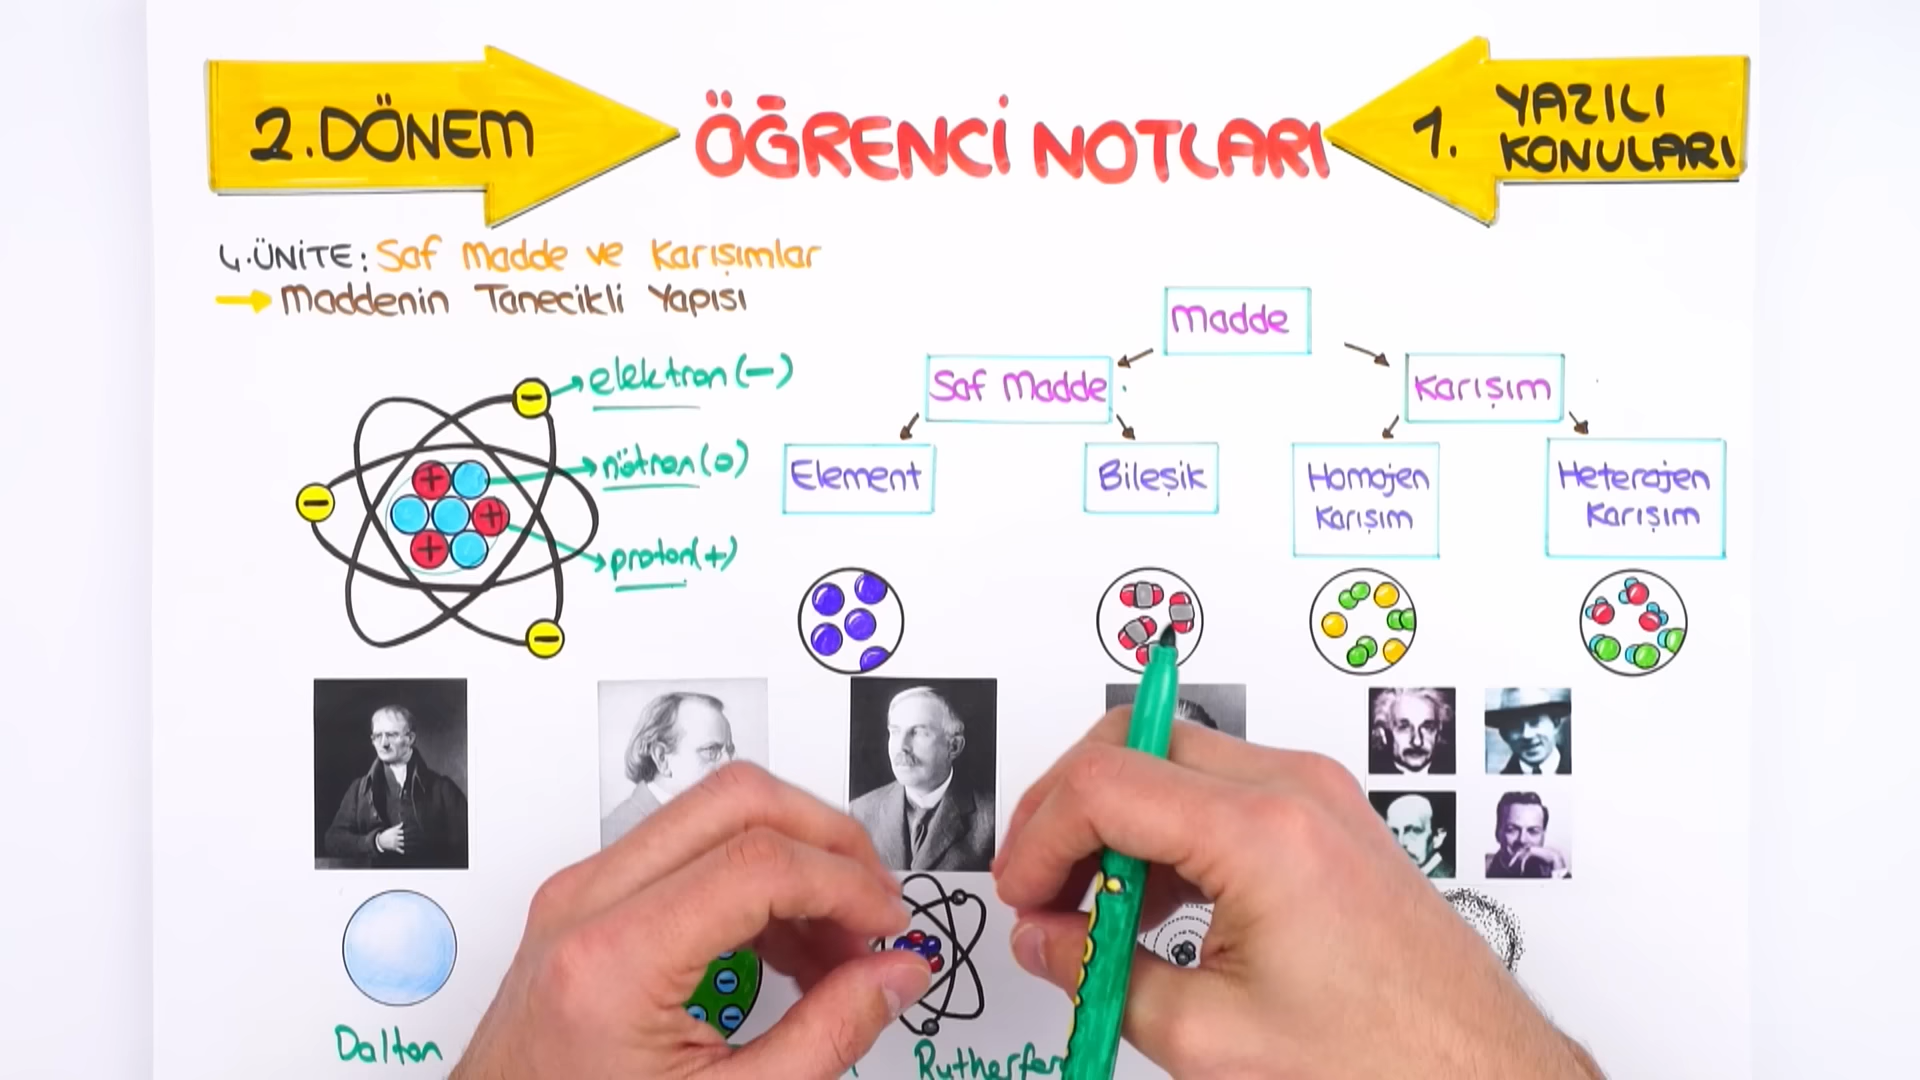 2.DÖNEM
ÖĞRENCİ NOTLARI
1. YAZILI
KONULARI
4.ÜNİTE: Saf Madde ve Karışımlar
Maddenin Tanecikli Yapısı
elektron (-)
nötron (o)
proton (+)
Madde
Saf Madde
Karışım
Element
Bileşik
Homojen
Karışım
Heterojen
Karışım
Dalton